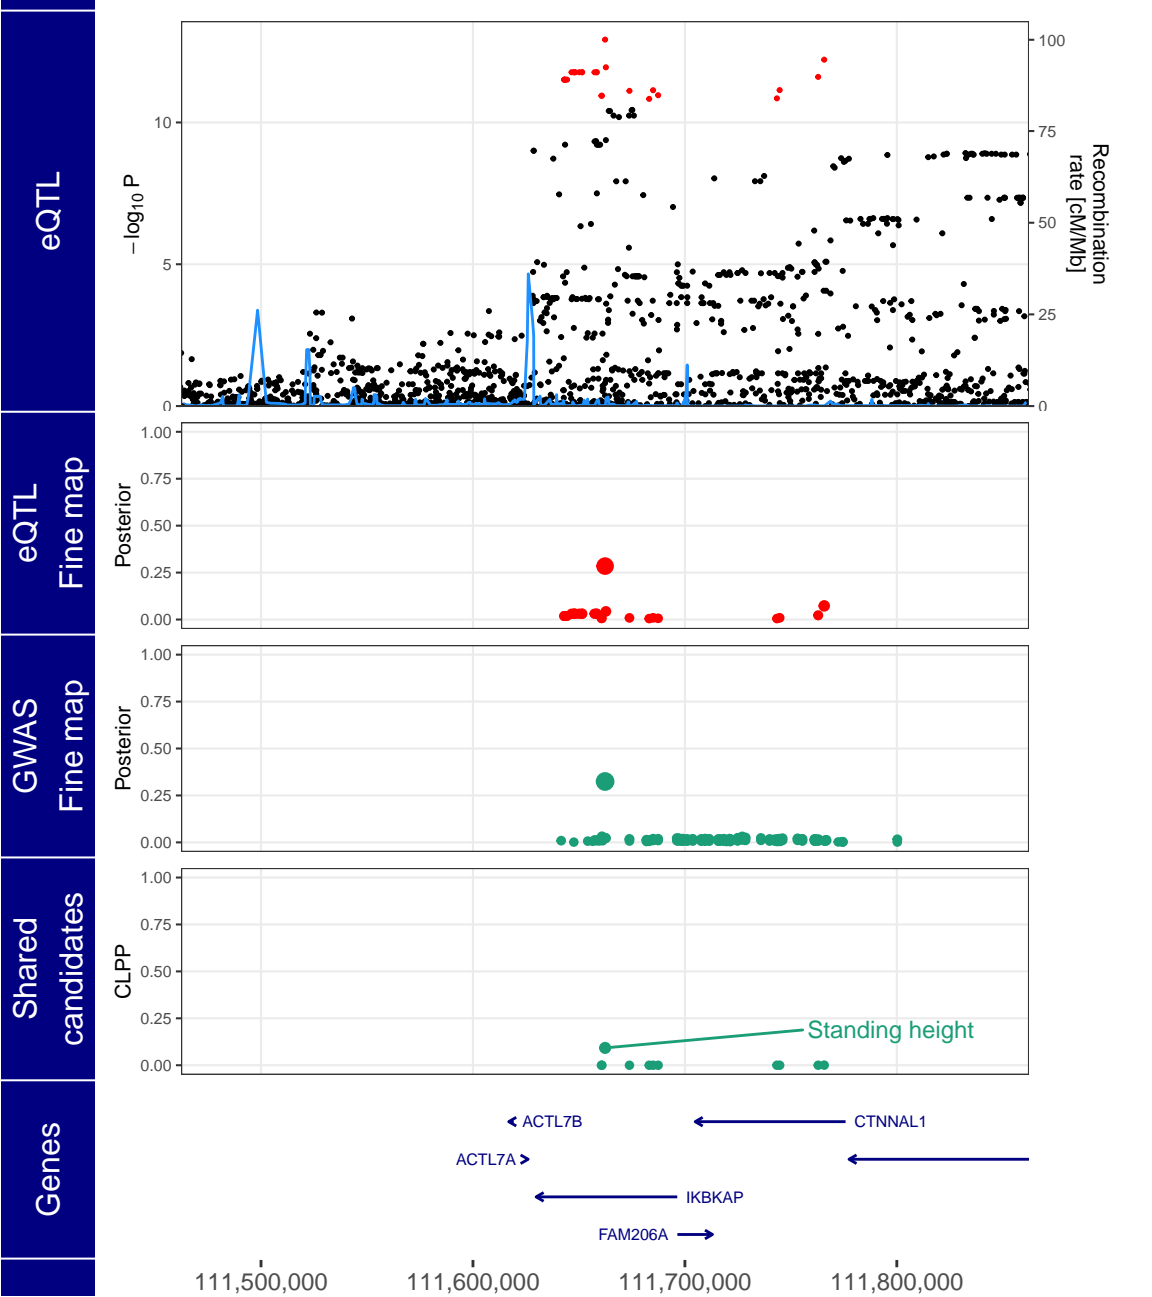 eQTL
−log10 P
10
5
0
100
75
50
25
0
Recombination
rate [cM/Mb]
eQTL
Fine map
Posterior
1.00
0.75
0.50
0.25
0.00
GWAS
Fine map
Posterior
1.00
0.75
0.50
0.25
0.00
Shared
candidates
CLPP
1.00
0.75
0.50
0.25
0.00
Standing height
Genes
ACTL7B
CTNNAL1
ACTL7A
IKBKAP
FAM206A
111,500,000
111,600,000
111,700,000
111,800,000